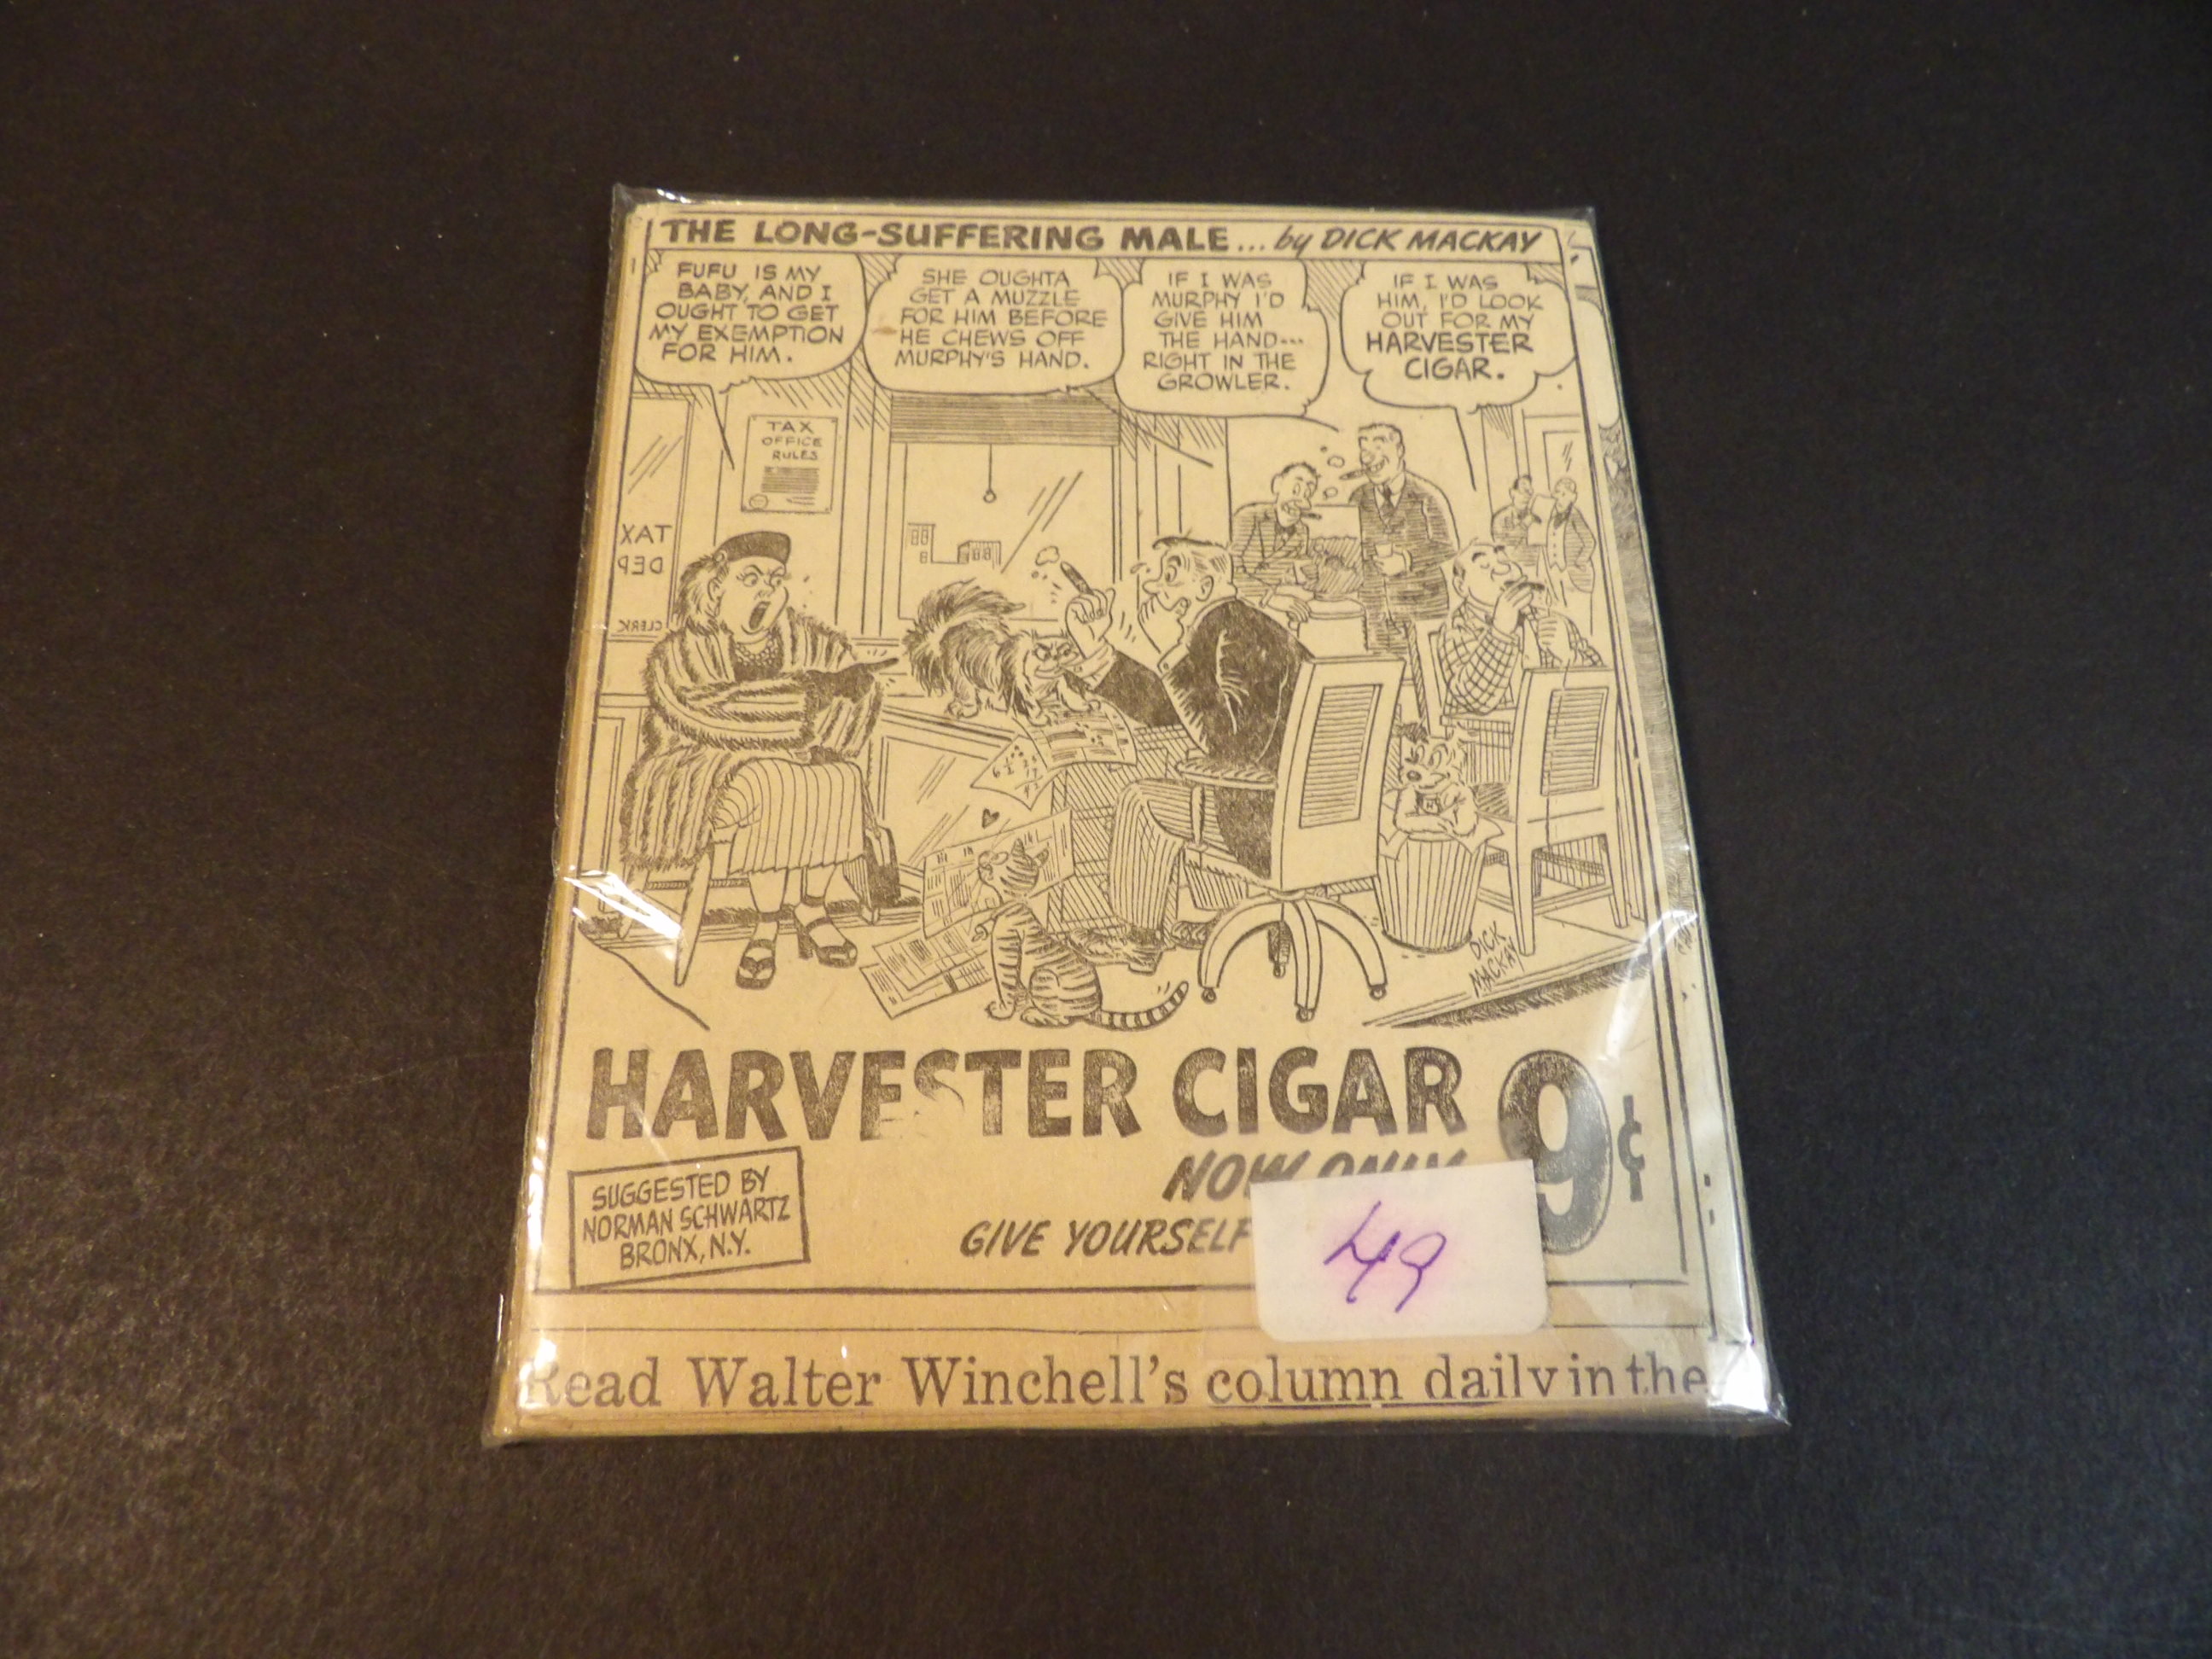 THE LONG-SUFFERING MALE... by DICK MACKAY
FUFU IS MY
BABY, AND I
OUGHT TO GET
MY EXEMPTION
FOR HIM.
SHE OUGHTA
GET A MUZZLE
FOR HIM BEFORE
HE CHEWS OFF
MURPHY'S HAND.
IF I WAS
MURPHY I'D
GIVE HIM
THE HAND---
RIGHT IN THE
GROWLER.
IF I WAS
HIM, I'D LOOK
OUT FOR MY
HARVESTER
CIGAR.
TAX
OFFICE
RULES
TAX
DEP
CLERK
DICK
MACKAY
HARVESTER CIGAR 9¢
NOW ONLY
GIVE YOURSELF
SUGGESTED BY
NORMAN SCHWARTZ
BRONX, N.Y.
49
Read Walter Winchell's column daily in the